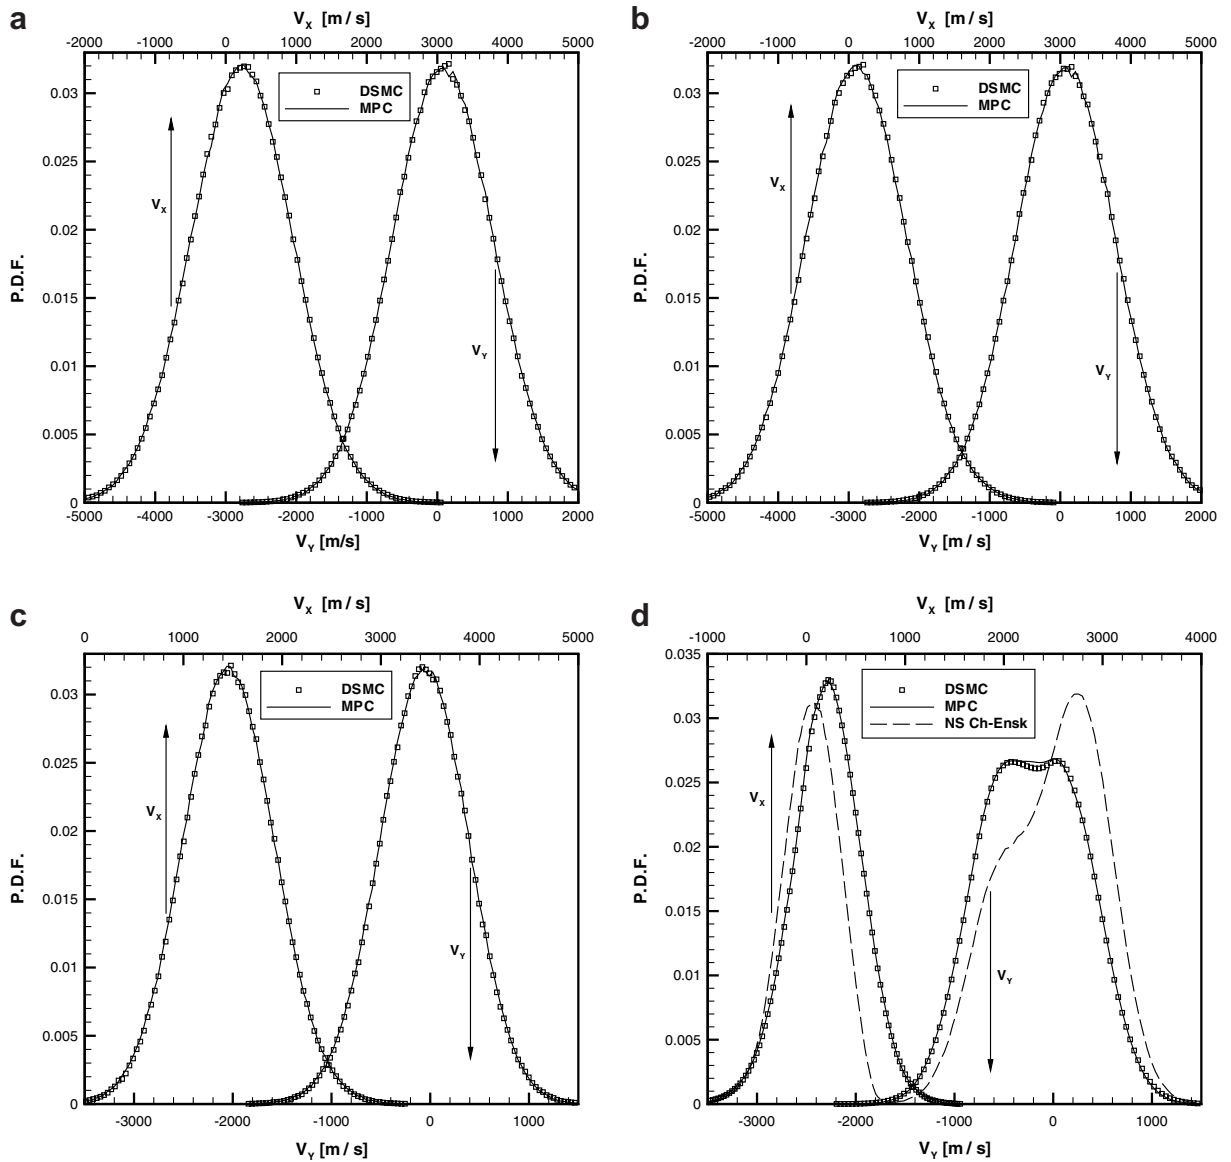 a
V_X [m / s]
-2000 -1000 0 1000 2000 3000 4000 5000
DSMC
MPC
V_X
V_Y
P.D.F.
0.03
0.025
0.02
0.015
0.01
0.005
0
-5000 -4000 -3000 -2000 -1000 0 1000 2000
V_Y [m/s]
b
V_X [m / s]
-2000 -1000 0 1000 2000 3000 4000 5000
DSMC
MPC
V_X
V_Y
P.D.F.
0.03
0.025
0.02
0.015
0.01
0.005
0
-5000 -4000 -3000 -2000 -1000 0 1000 2000
V_Y [m / s]
c
V_X [m / s]
0 1000 2000 3000 4000 5000
DSMC
MPC
V_X
V_Y
P.D.F.
0.03
0.025
0.02
0.015
0.01
0.005
0
-3000 -2000 -1000 0 1000
V_Y [m / s]
d
V_X [m / s]
-1000 0 1000 2000 3000 4000
DSMC
MPC
NS Ch-Ensk
V_X
V_Y
P.D.F.
0.035
0.03
0.025
0.02
0.015
0.01
0.005
0
-3000 -2000 -1000 0 1000
V_Y [m / s]